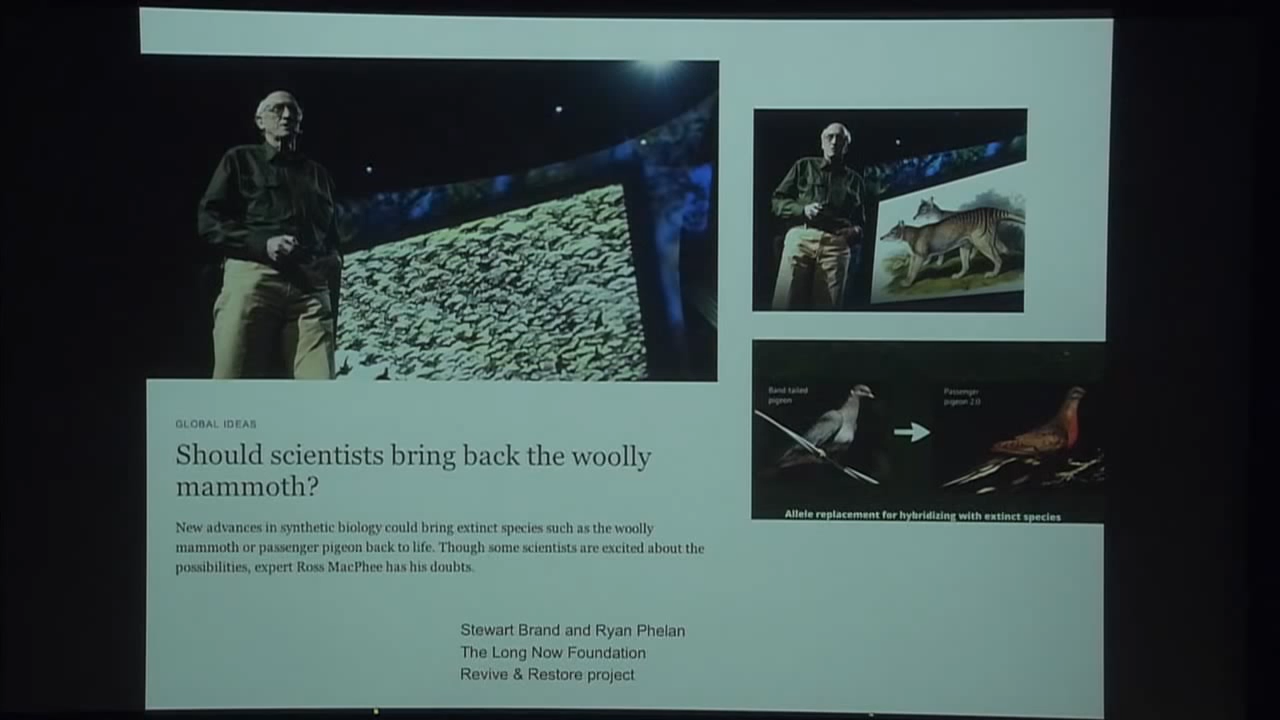 GLOBAL IDEAS
Should scientists bring back the woolly
mammoth?
New advances in synthetic biology could bring extinct species such as the woolly
mammoth or passenger pigeon back to life. Though some scientists are excited about the
possibilities, expert Ross MacPhee has his doubts.
Stewart Brand and Ryan Phelan
The Long Now Foundation
Revive & Restore project
Band tailed
pigeon
Passenger
pigeon 2.0
Allele replacement for hybridizing with extinct species